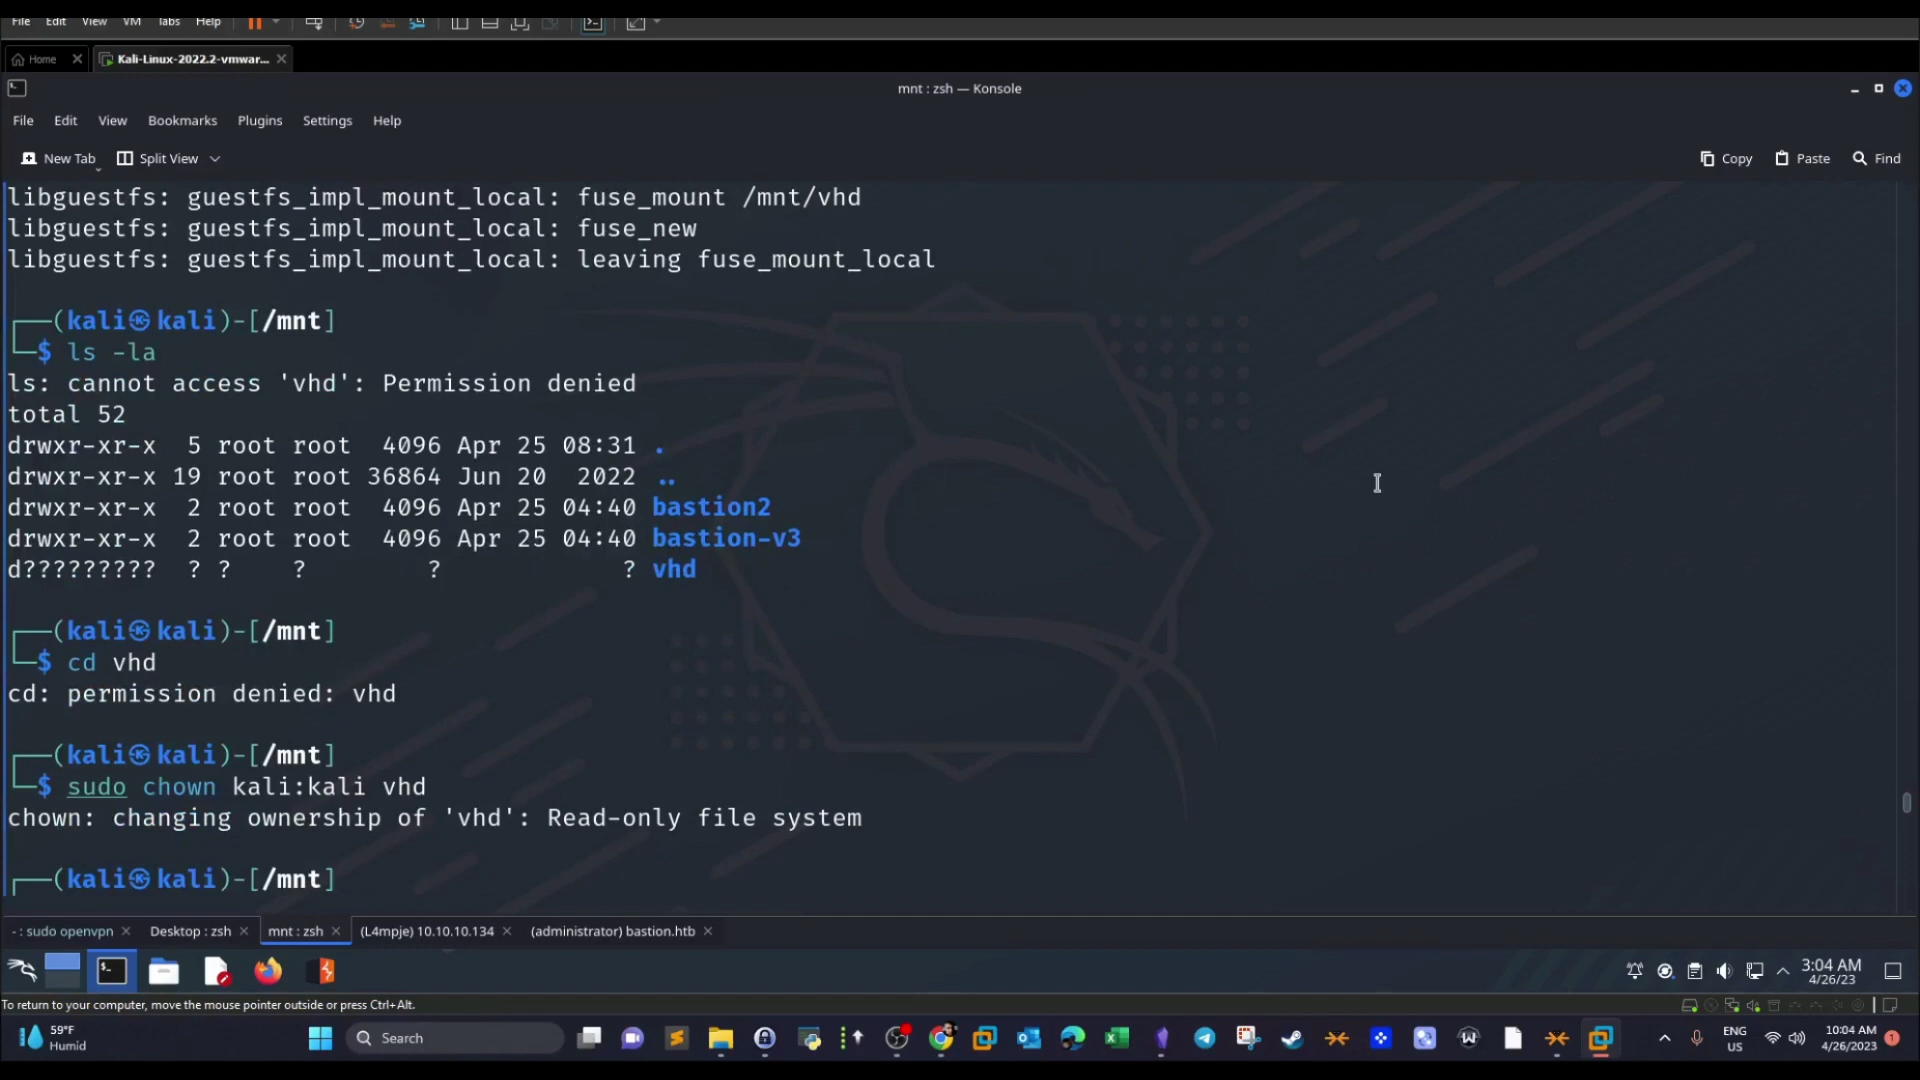 File Edit View VM Tabs Help
Home
Kali-Linux-2022.2-vmwar...
mnt : zsh — Konsole
File Edit View Bookmarks Plugins Settings Help
New Tab Split View Copy Paste Find
libguestfs: guestfs_impl_mount_local: fuse_mount /mnt/vhd
libguestfs: guestfs_impl_mount_local: fuse_new
libguestfs: guestfs_impl_mount_local: leaving fuse_mount_local
┌──(kali㉿kali)-[/mnt]
└─$ ls -la
ls: cannot access 'vhd': Permission denied
total 52
drwxr-xr-x  5 root root  4096 Apr 25 08:31 .
drwxr-xr-x 19 root root 36864 Jun 20  2022 ..
drwxr-xr-x  2 root root  4096 Apr 25 04:40 bastion2
drwxr-xr-x  2 root root  4096 Apr 25 04:40 bastion-v3
d?????????  ? ?    ?        ?            ? vhd
┌──(kali㉿kali)-[/mnt]
└─$ cd vhd
cd: permission denied: vhd
┌──(kali㉿kali)-[/mnt]
└─$ sudo chown kali:kali vhd
chown: changing ownership of 'vhd': Read-only file system
┌──(kali㉿kali)-[/mnt]
~ : sudo openvpn Desktop : zsh mnt : zsh (L4mpje) 10.10.10.134 (administrator) bastion.htb
3:04 AM
4/26/23
To return to your computer, move the mouse pointer outside or press Ctrl+Alt.
59°F
Humid
Search
ENG
US
10:04 AM
4/26/2023
1